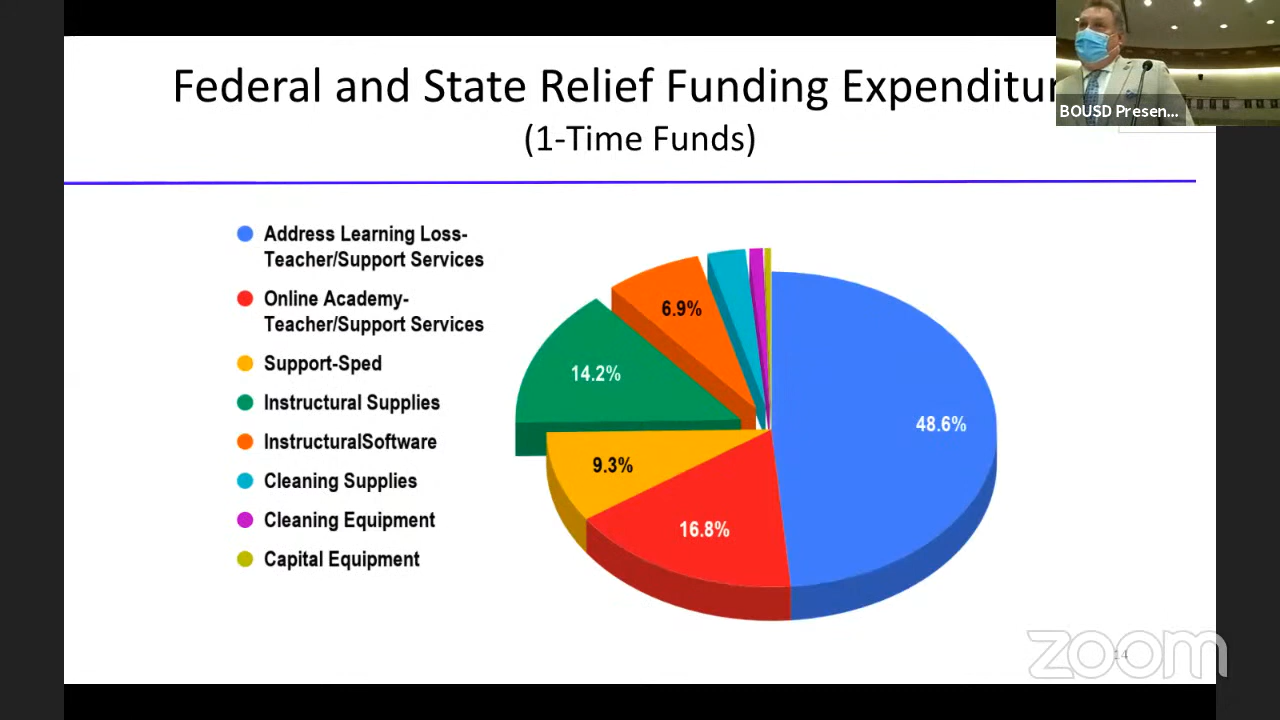 Federal and State Relief Funding Expenditur
(1-Time Funds)
BOUSD Presen...
Address Learning Loss-
Teacher/Support Services
Online Academy-
Teacher/Support Services
Support-Sped
Instructional Supplies
InstructuralSoftware
Cleaning Supplies
Cleaning Equipment
Capital Equipment
6.9%
14.2%
48.6%
9.3%
16.8%
zoom
14